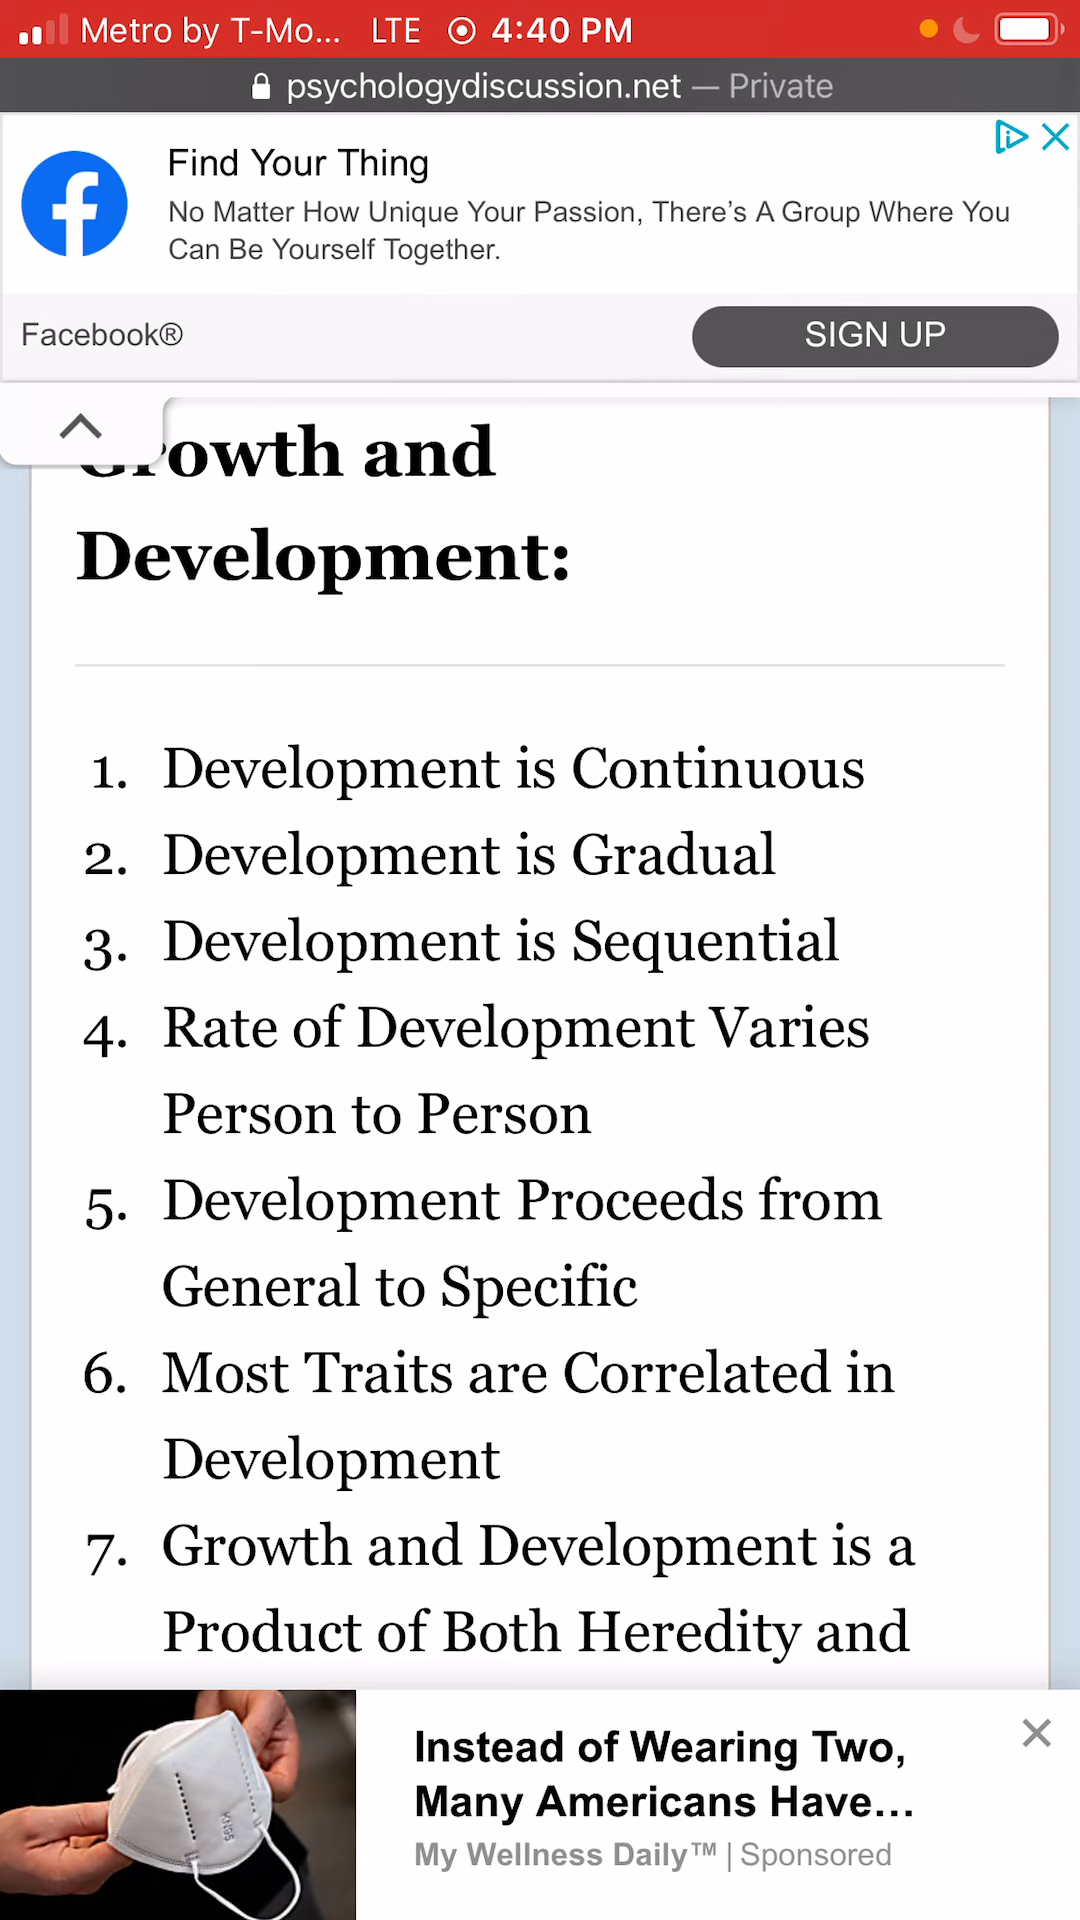 Metro by T-Mo... LTE 4:40 PM
psychologydiscussion.net — Private
Find Your Thing
No Matter How Unique Your Passion, There's A Group Where You
Can Be Yourself Together.
Facebook®
SIGN UP
Growth and
Development:
1. Development is Continuous
2. Development is Gradual
3. Development is Sequential
4. Rate of Development Varies
Person to Person
5. Development Proceeds from
General to Specific
6. Most Traits are Correlated in
Development
7. Growth and Development is a
Product of Both Heredity and
KN95
Instead of Wearing Two,
Many Americans Have...
My Wellness Daily™ | Sponsored